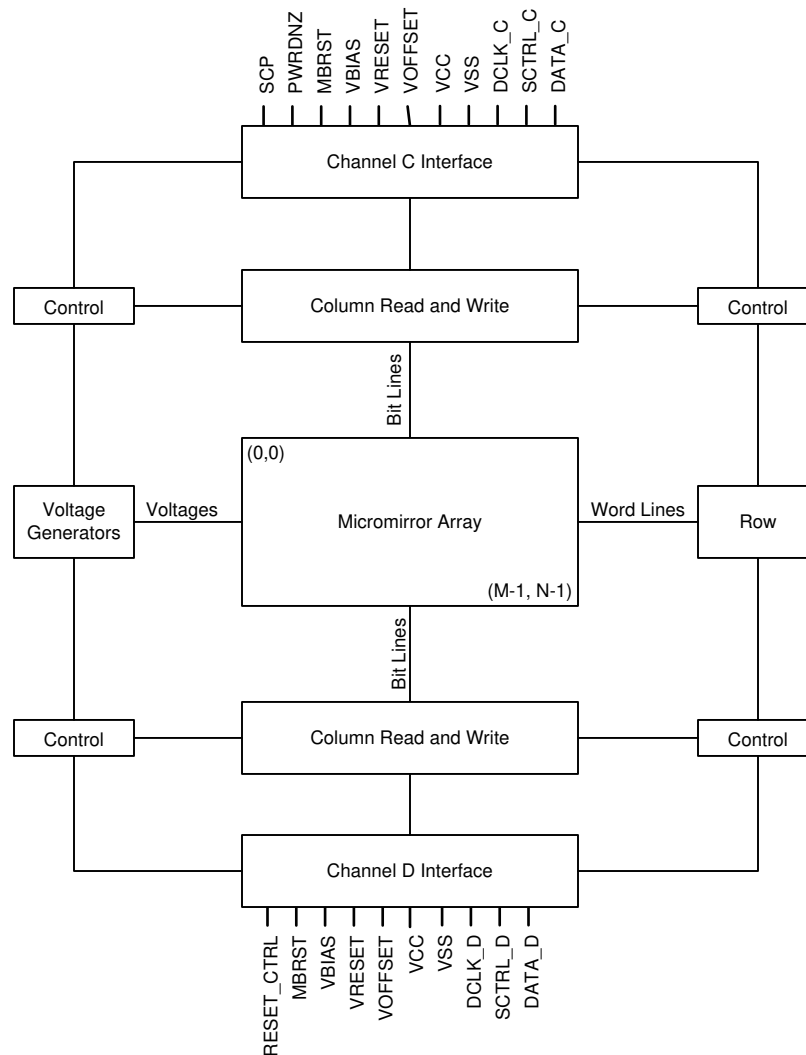 SCP
PWRDNZ
MBRST
VBIAS
VRESET
VOFFSET
VCC
VSS
DCLK_C
SCTRL_C
DATA_C
Channel C Interface
Control
Column Read and Write
Control
Bit Lines
(0,0)
Voltage
Generators
Voltages
Micromirror Array
Word Lines
Row
(M-1, N-1)
Bit Lines
Control
Column Read and Write
Control
Channel D Interface
RESET_CTRL
MBRST
VBIAS
VRESET
VOFFSET
VCC
VSS
DCLK_D
SCTRL_D
DATA_D